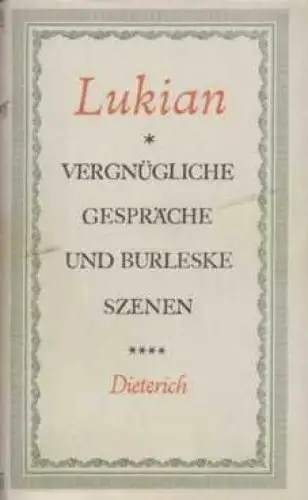 Lukian
*
VERGNÜGLICHE
GESPRÄCHE
UND BURLESKE
SZENEN
****
Dieterich